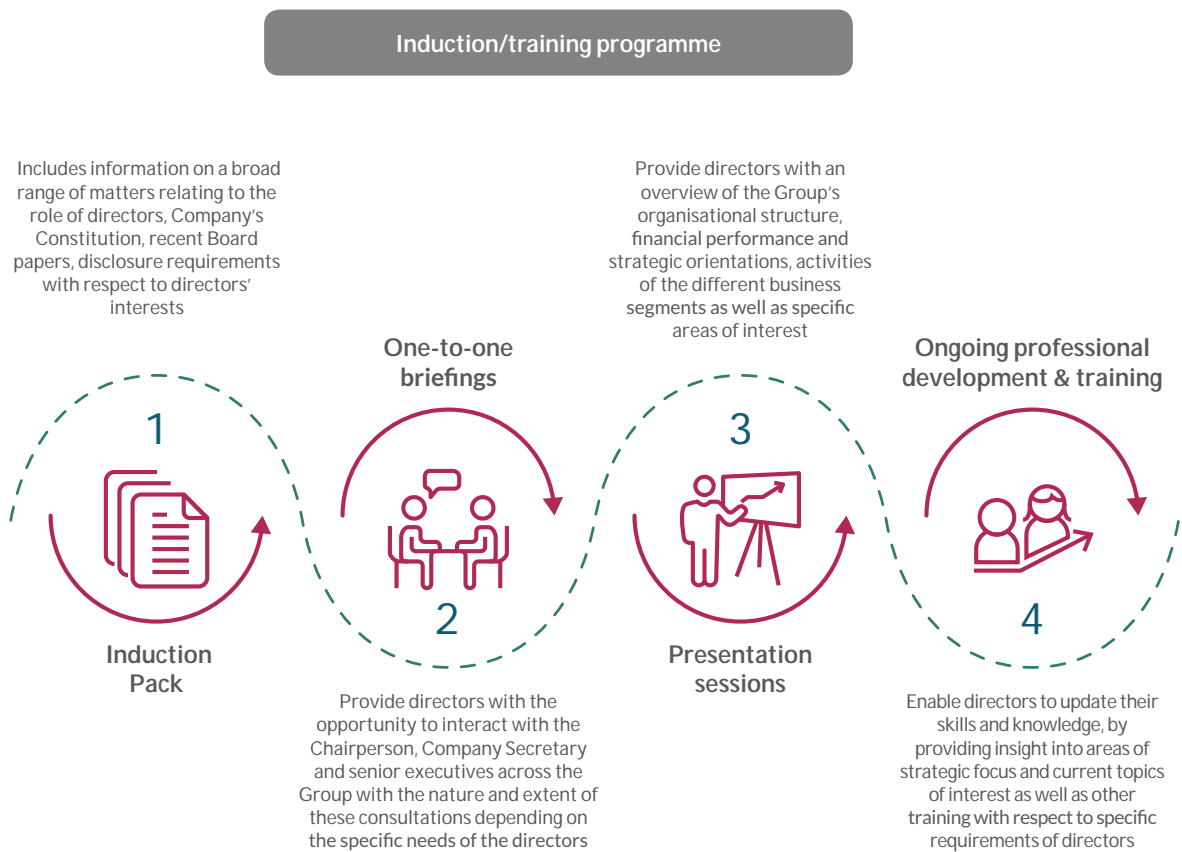 Induction/training programme
Includes information on a broad
range of matters relating to the
role of directors, Company's
Constitution, recent Board
papers, disclosure requirements
with respect to directors'
interests
1
Induction
Pack
One-to-one
briefings
2
Provide directors with the
opportunity to interact with the
Chairperson, Company Secretary
and senior executives across the
Group with the nature and extent of
these consultations depending on
the specific needs of the directors
Provide directors with an
overview of the Group's
organisational structure,
financial performance and
strategic orientations, activities
of the different business
segments as well as specific
areas of interest
3
Presentation
sessions
Ongoing professional
development & training
4
Enable directors to update their
skills and knowledge, by
providing insight into areas of
strategic focus and current topics
of interest as well as other
training with respect to specific
requirements of directors